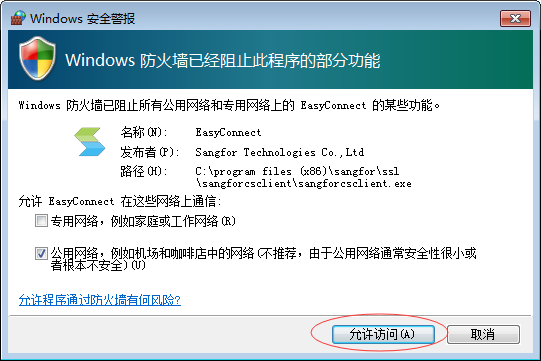 Windows 安全警报
Windows 防火墙已经阻止此程序的部分功能
Windows 防火墙已阻止所有公用网络和专用网络上的 EasyConnect 的某些功能。
名称(N): EasyConnect
发布者(P): Sangfor Technologies Co.,Ltd
路径(H): C:\program files (x86)\sangfor\ssl
\sangforcsclient\sangforcsclient.exe
允许 EasyConnect 在这些网络上通信:
专用网络，例如家庭或工作网络(R)
公用网络，例如机场和咖啡店中的网络(不推荐，由于公用网络通常安全性很小或
者根本不安全)(U)
允许程序通过防火墙有何风险?
允许访问(A)
取消